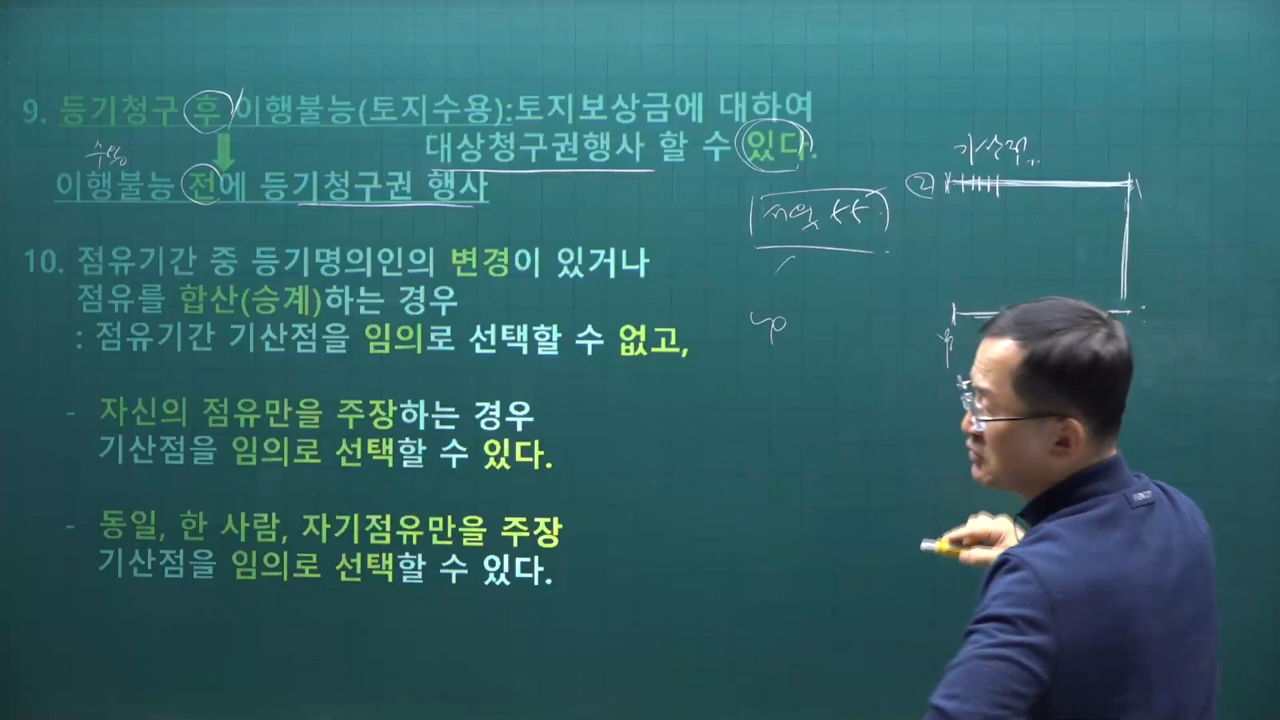 9. 등기청구 후 이행불능(토지수용):토지보상금에 대하여
대상청구권행사 할 수 있다.
이행불능 전에 등기청구권 행사
10. 점유기간 중 등기명의인의 변경이 있거나
점유를 합산(승계)하는 경우
: 점유기간 기산점을 임의로 선택할 수 없고,
- 자신의 점유만을 주장하는 경우
기산점을 임의로 선택할 수 있다.
- 동일, 한 사람, 자기점유만을 주장
기산점을 임의로 선택할 수 있다.
기산점
②